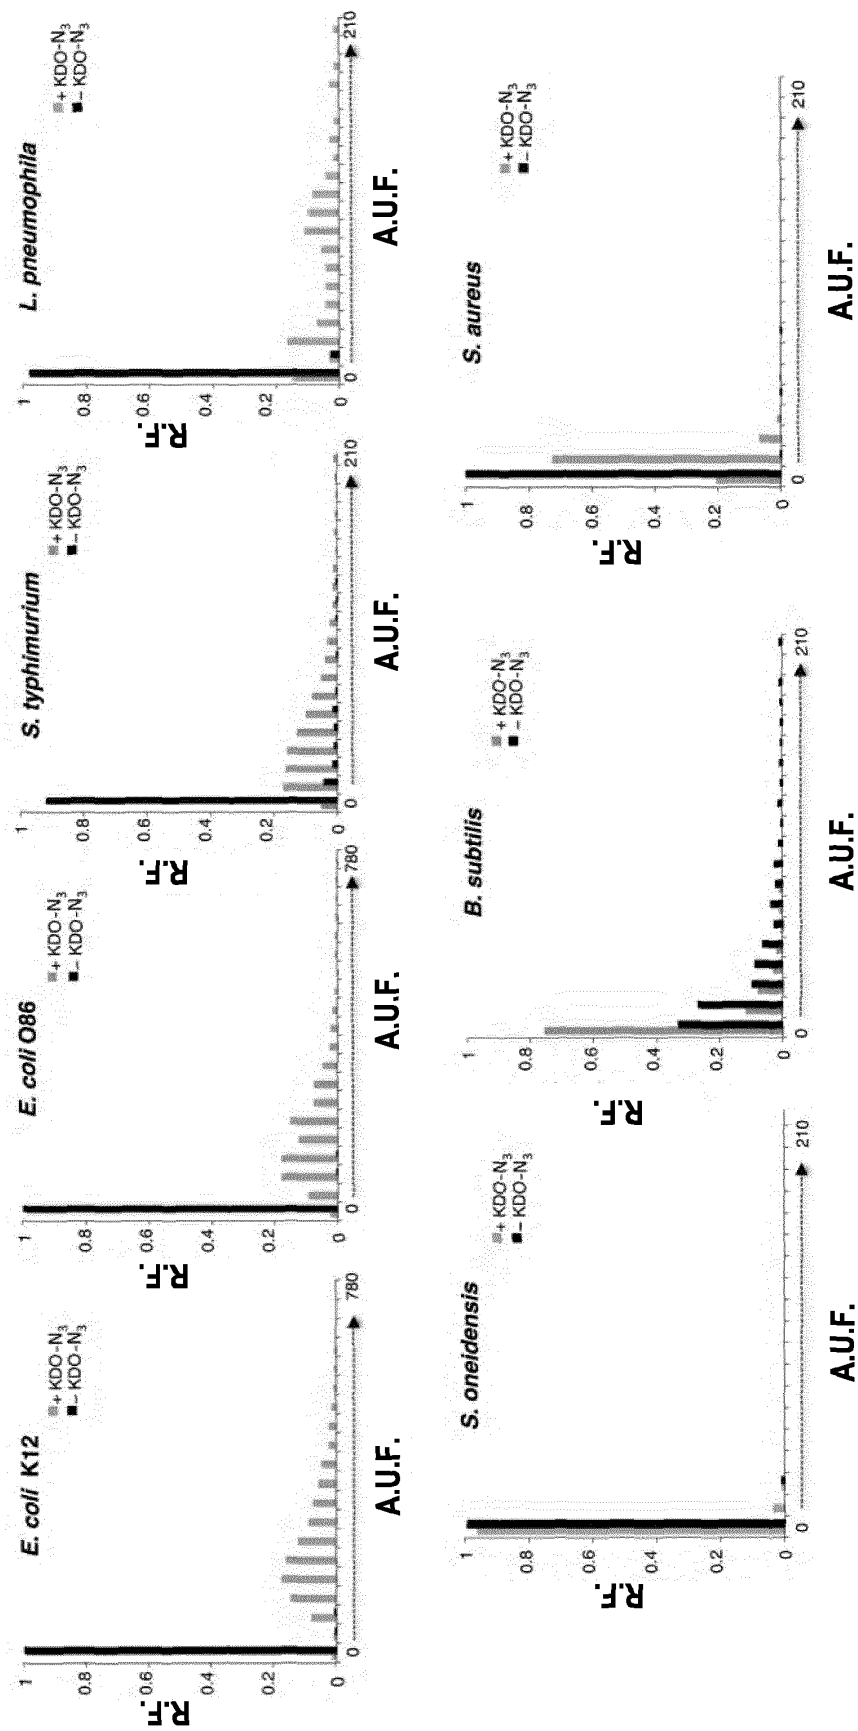 E. coli K12
+ KDO-N3
– KDO-N3
R.F.
1
0.8
0.6
0.4
0.2
0
0
780
A.U.F.
E. coli O86
+ KDO-N3
– KDO-N3
R.F.
1
0.8
0.6
0.4
0.2
0
0
780
A.U.F.
S. typhimurium
+ KDO-N3
– KDO-N3
R.F.
1
0.8
0.6
0.4
0.2
0
0
210
A.U.F.
L. pneumophila
+ KDO-N3
– KDO-N3
R.F.
1
0.8
0.6
0.4
0.2
0
0
210
A.U.F.
S. oneidensis
+ KDO-N3
– KDO-N3
R.F.
1
0.8
0.6
0.4
0.2
0
0
210
A.U.F.
B. subtilis
+ KDO-N3
– KDO-N3
R.F.
1
0.8
0.6
0.4
0.2
0
0
210
A.U.F.
S. aureus
+ KDO-N3
– KDO-N3
R.F.
1
0.8
0.6
0.4
0.2
0
0
210
A.U.F.